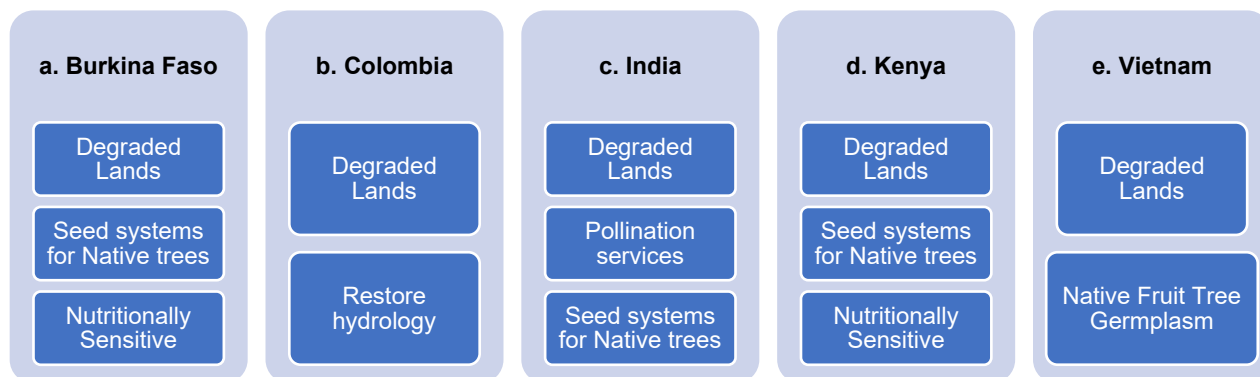 a. Burkina Faso
Degraded
Lands
Seed systems
for Native trees
Nutritionally
Sensitive
b. Colombia
Degraded
Lands
Restore
hydrology
c. India
Degraded
Lands
Pollination
services
Seed systems
for Native trees
d. Kenya
Degraded
Lands
Seed systems
for Native trees
Nutritionally
Sensitive
e. Vietnam
Degraded
Lands
Native Fruit Tree
Germplasm